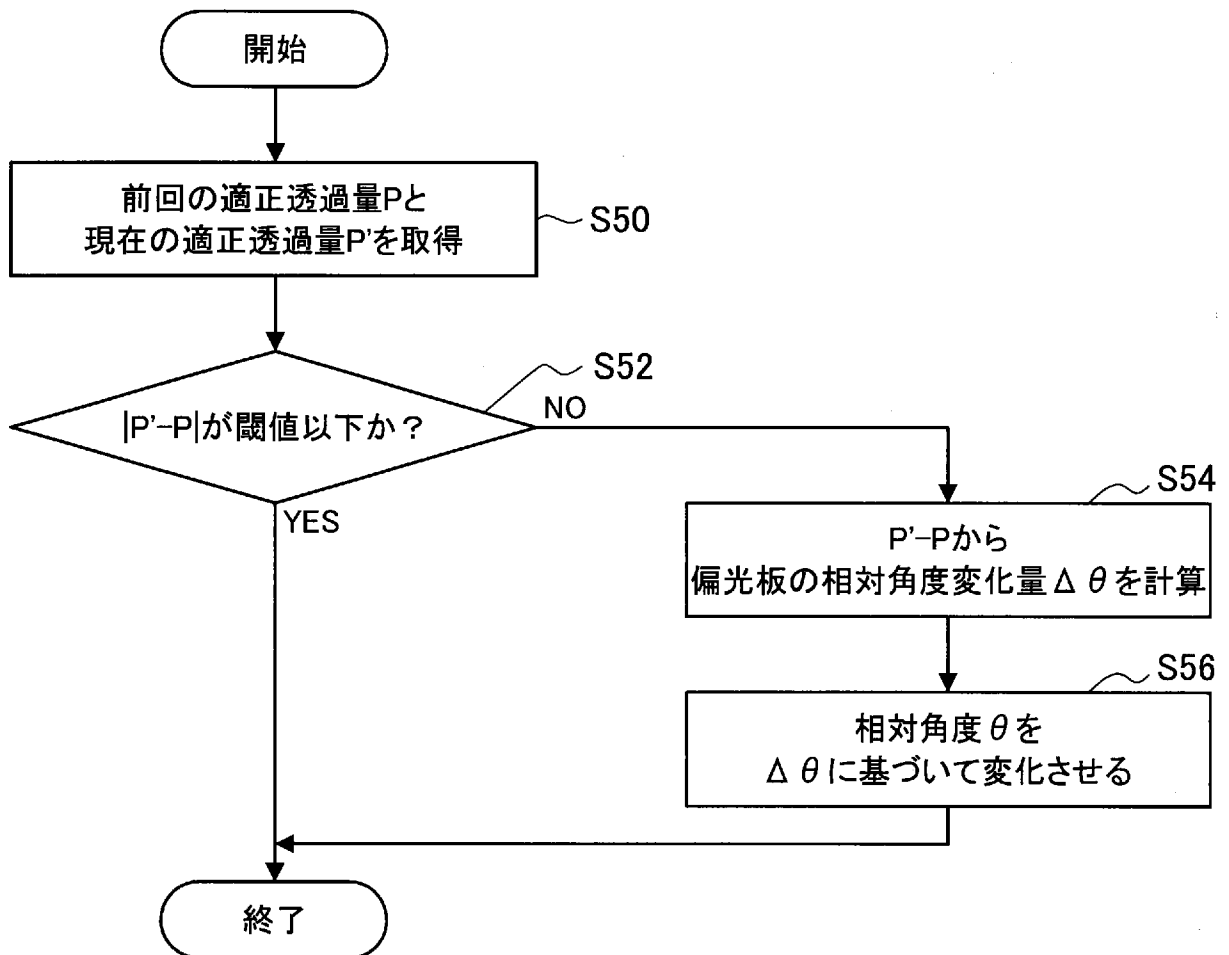 開始
前回の適正透過量Pと
現在の適正透過量P'を取得
S50
|P'−P|が閾値以下か？
S52
NO
YES
S54
P'−Pから
偏光板の相対角度変化量Δθを計算
S56
相対角度θを
Δθに基づいて変化させる
終了